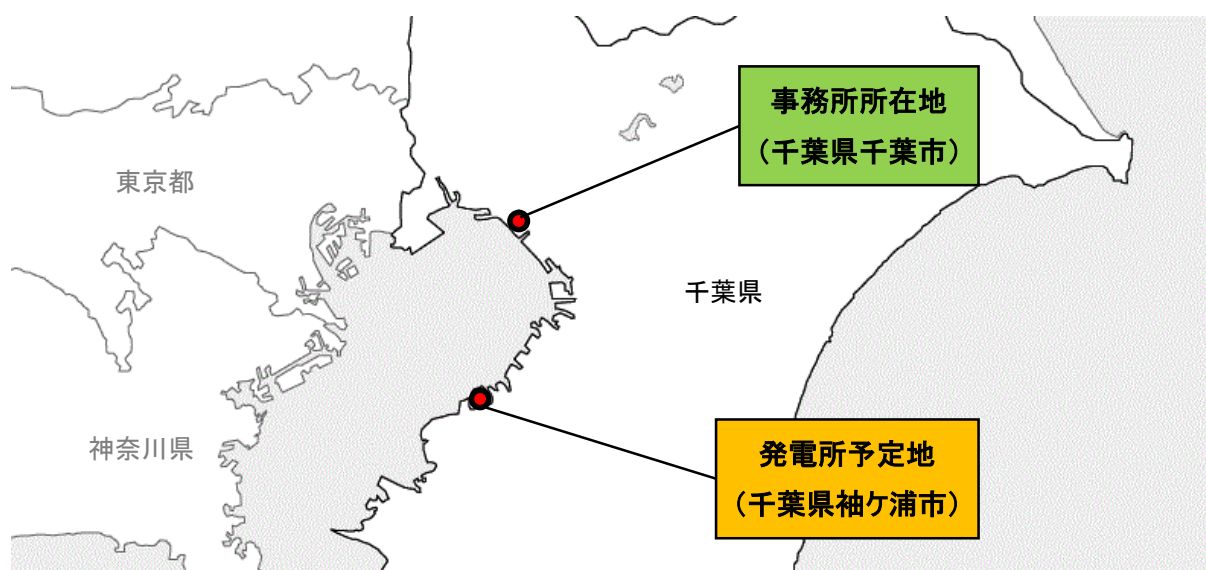 事務所所在地
（千葉県千葉市）
東京都
千葉県
神奈川県
発電所予定地
（千葉県袖ケ浦市）